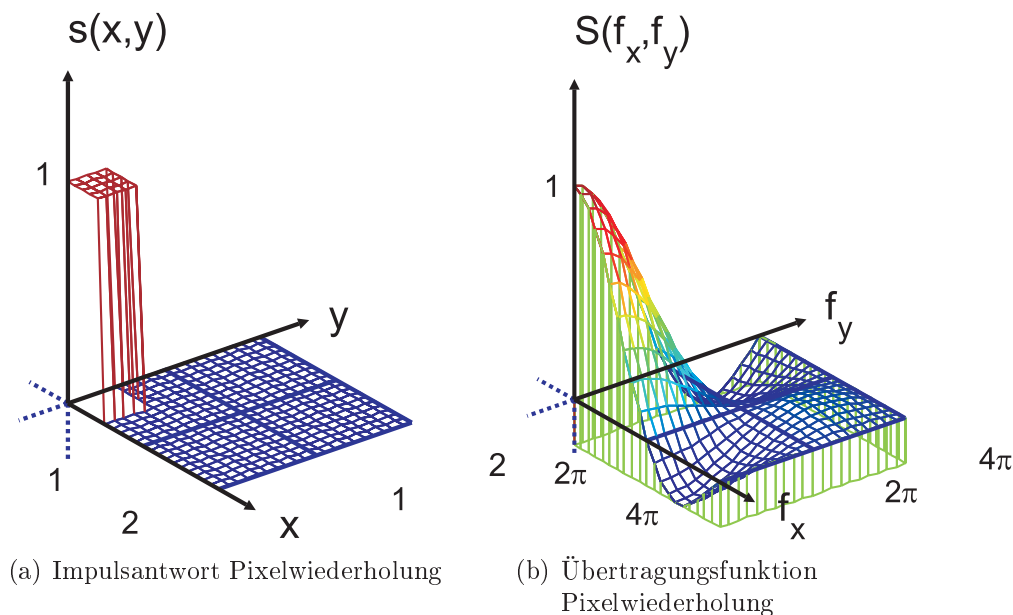 s(x,y)
1
y
1
2
x
1
2
(a) Impulsantwort Pixelwiederholung
S(f_x,f_y)
1
f_y
2π
4π
f_x
2π
4π
(b) Übertragungsfunktion
Pixelwiederholung